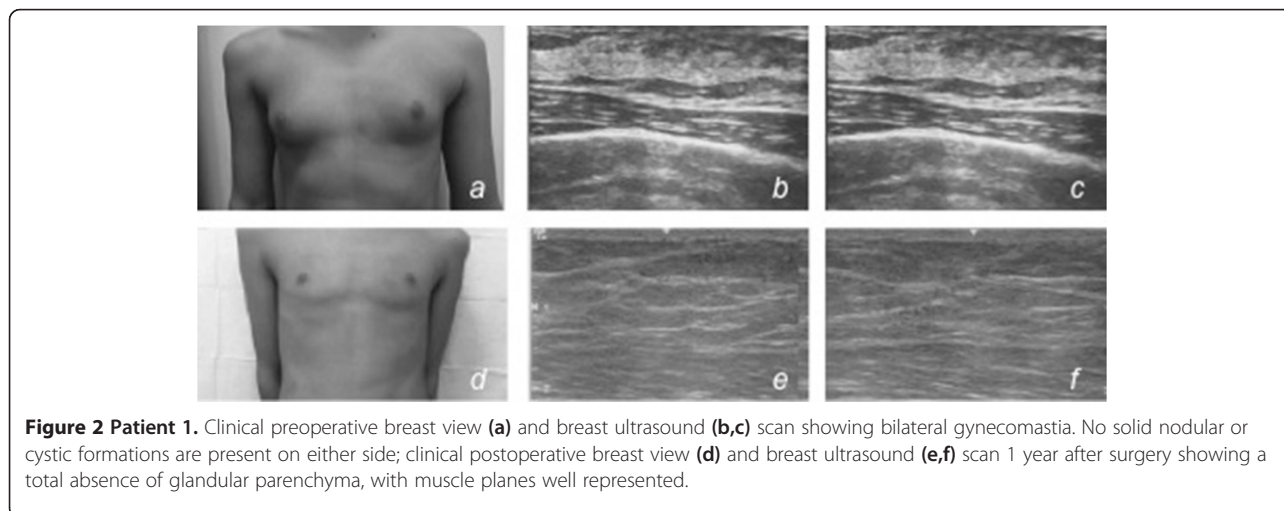 a
b
c
d
e
f
Figure 2 Patient 1. Clinical preoperative breast view (a) and breast ultrasound (b,c) scan showing bilateral gynecomastia. No solid nodular or
cystic formations are present on either side; clinical postoperative breast view (d) and breast ultrasound (e,f) scan 1 year after surgery showing a
total absence of glandular parenchyma, with muscle planes well represented.